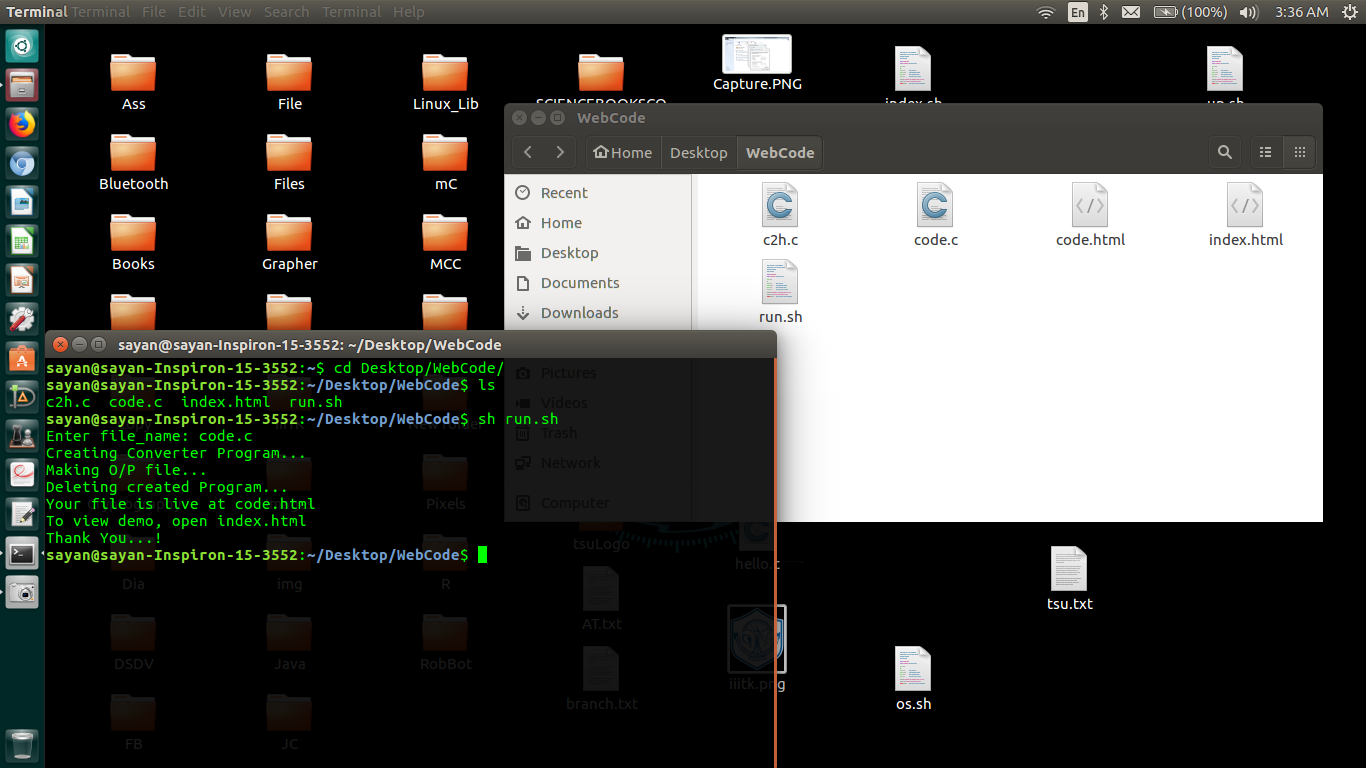 Terminal Terminal File Edit View Search Terminal Help
En (100%) 3:36 AM
Ass File Linux_Lib Capture.PNG
Bluetooth Files mC
Books Grapher MCC
WebCode
Home Desktop WebCode
Recent
Home
Desktop
Documents
Downloads
Pictures
Videos
Trash
Network
Computer
c2h.c code.c code.html index.html
run.sh
sayan@sayan-Inspiron-15-3552: ~/Desktop/WebCode
sayan@sayan-Inspiron-15-3552:~$ cd Desktop/WebCode/
sayan@sayan-Inspiron-15-3552:~/Desktop/WebCode$ ls
c2h.c code.c index.html run.sh
sayan@sayan-Inspiron-15-3552:~/Desktop/WebCode$ sh run.sh
Enter file_name: code.c
Creating Converter Program...
Making O/P file...
Deleting created Program...
Your file is live at code.html
To view demo, open index.html
Thank You...!
sayan@sayan-Inspiron-15-3552:~/Desktop/WebCode$
Pixels
tsuLogo hello.c
Dia img R AT.txt tsu.txt
DSDV Java RobBot branch.txt iiitk.png os.sh
FB JC